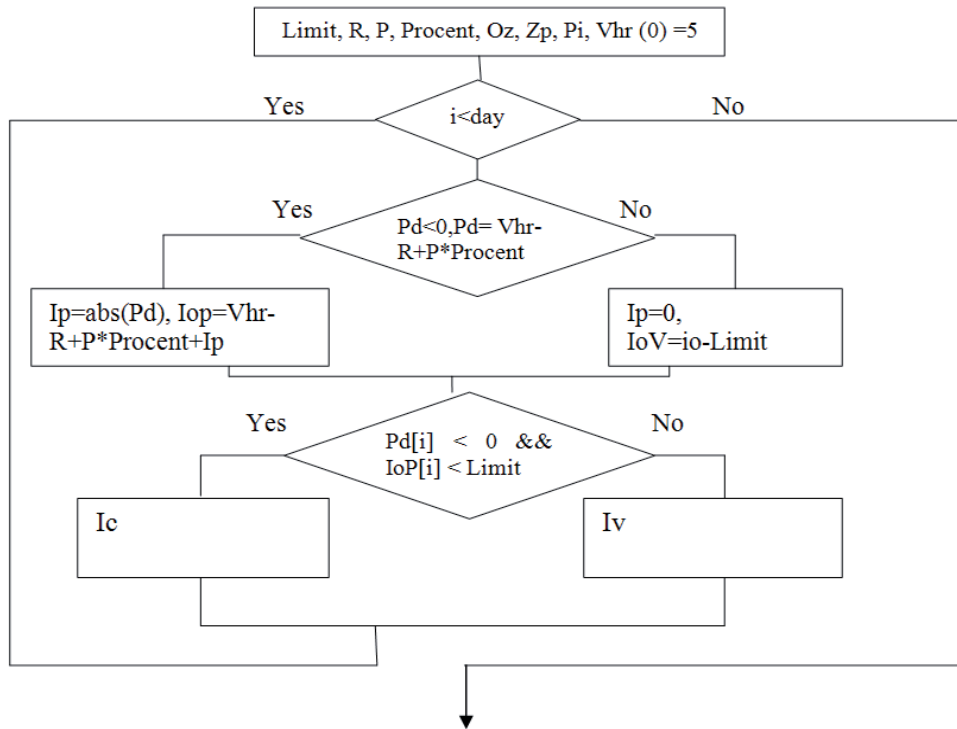 Limit, R, P, Procent, Oz, Zp, Pi, Vhr (0) =5
Yes
No
i<day
Yes
No
Pd<0,Pd= Vhr-
R+P*Procent
Ip=abs(Pd), Iop=Vhr-
R+P*Procent+Ip
Ip=0,
IoV=io-Limit
Yes
No
Pd[i] < 0 &&
IoP[i] < Limit
Ic
Iv